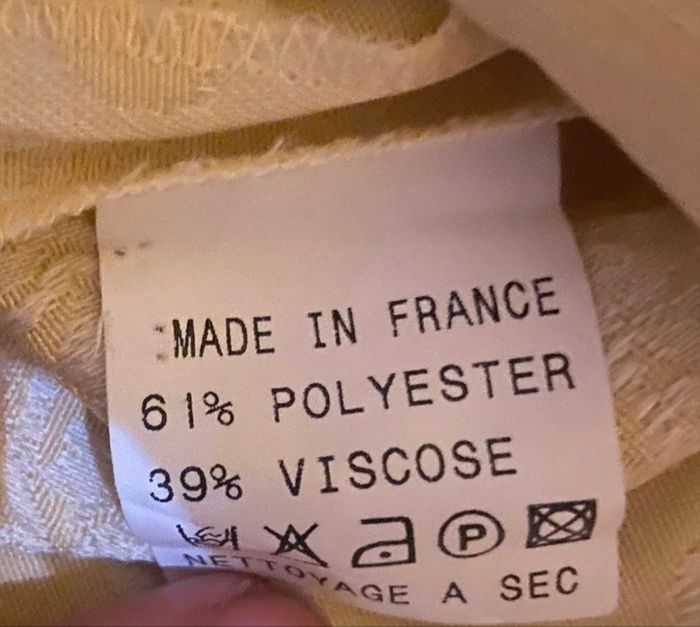 MADE IN FRANCE
61% POLYESTER
39% VISCOSE
P
NETTOYAGE A SEC